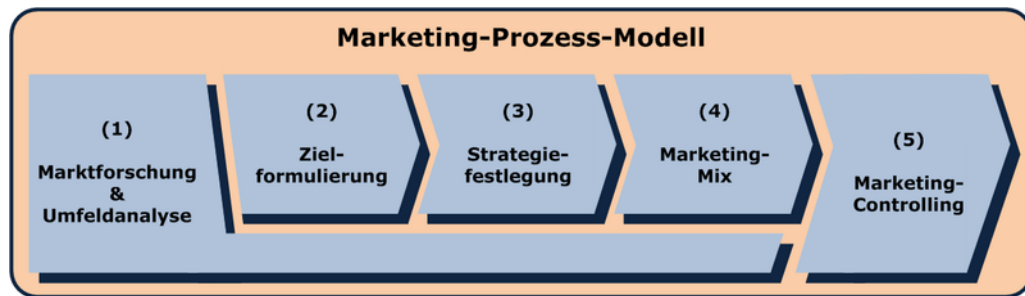 Marketing-Prozess-Modell
(1)
Marktforschung
&
Umfeldanalyse
(2)
Ziel-
formulierung
(3)
Strategie-
festlegung
(4)
Marketing-
Mix
(5)
Marketing-
Controlling